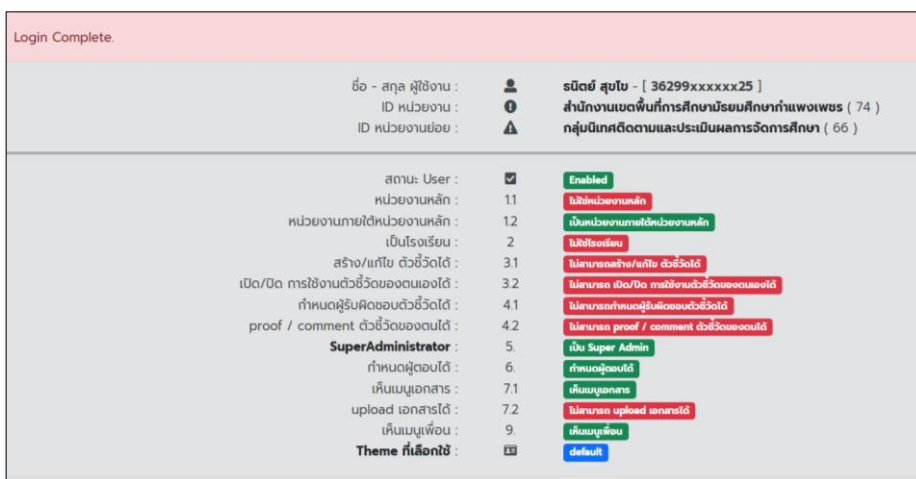 Login Complete.
ชื่อ - สกุล ผู้ใช้งาน : ธนิตย์ สุขโข - [ 36299xxxxxx25 ]
ID หน่วยงาน : สำนักงานเขตพื้นที่การศึกษามัธยมศึกษากำแพงเพชร ( 74 )
ID หน่วยงานย่อย : กลุ่มนิเทศติดตามและประเมินผลการจัดการศึกษา ( 66 )
สถานะ User : Enabled
หน่วยงานหลัก : 1.1 ไม่ใช่หน่วยงานหลัก
หน่วยงานภายใต้หน่วยงานหลัก : 1.2 เป็นหน่วยงานภายใต้หน่วยงานหลัก
เป็นโรงเรียน : 2 ไม่ใช่โรงเรียน
สร้าง/แก้ไข ตัวชี้วัดได้ : 3.1 ไม่สามารถสร้าง/แก้ไข ตัวชี้วัดได้
เปิด/ปิด การใช้งานตัวชี้วัดของตนเองได้ : 3.2 ไม่สามารถ เปิด/ปิด การใช้งานตัวชี้วัดของตนเองได้
กำหนดผู้รับผิดชอบตัวชี้วัดได้ : 4.1 ไม่สามารถกำหนดผู้รับผิดชอบตัวชี้วัดได้
proof / comment ตัวชี้วัดของตนได้ : 4.2 ไม่สามารถ proof / comment ตัวชี้วัดของตนได้
SuperAdministrator : 5. เป็น Super Admin
กำหนดผู้ตอบได้ : 6. กำหนดผู้ตอบได้
เห็นเมนูเอกสาร : 7.1 เห็นเมนูเอกสาร
upload เอกสารได้ : 7.2 ไม่สามารถ upload เอกสารได้
เห็นเมนูเพื่อน : 9. เห็นเมนูเพื่อน
Theme ที่เลือกใช้ : default